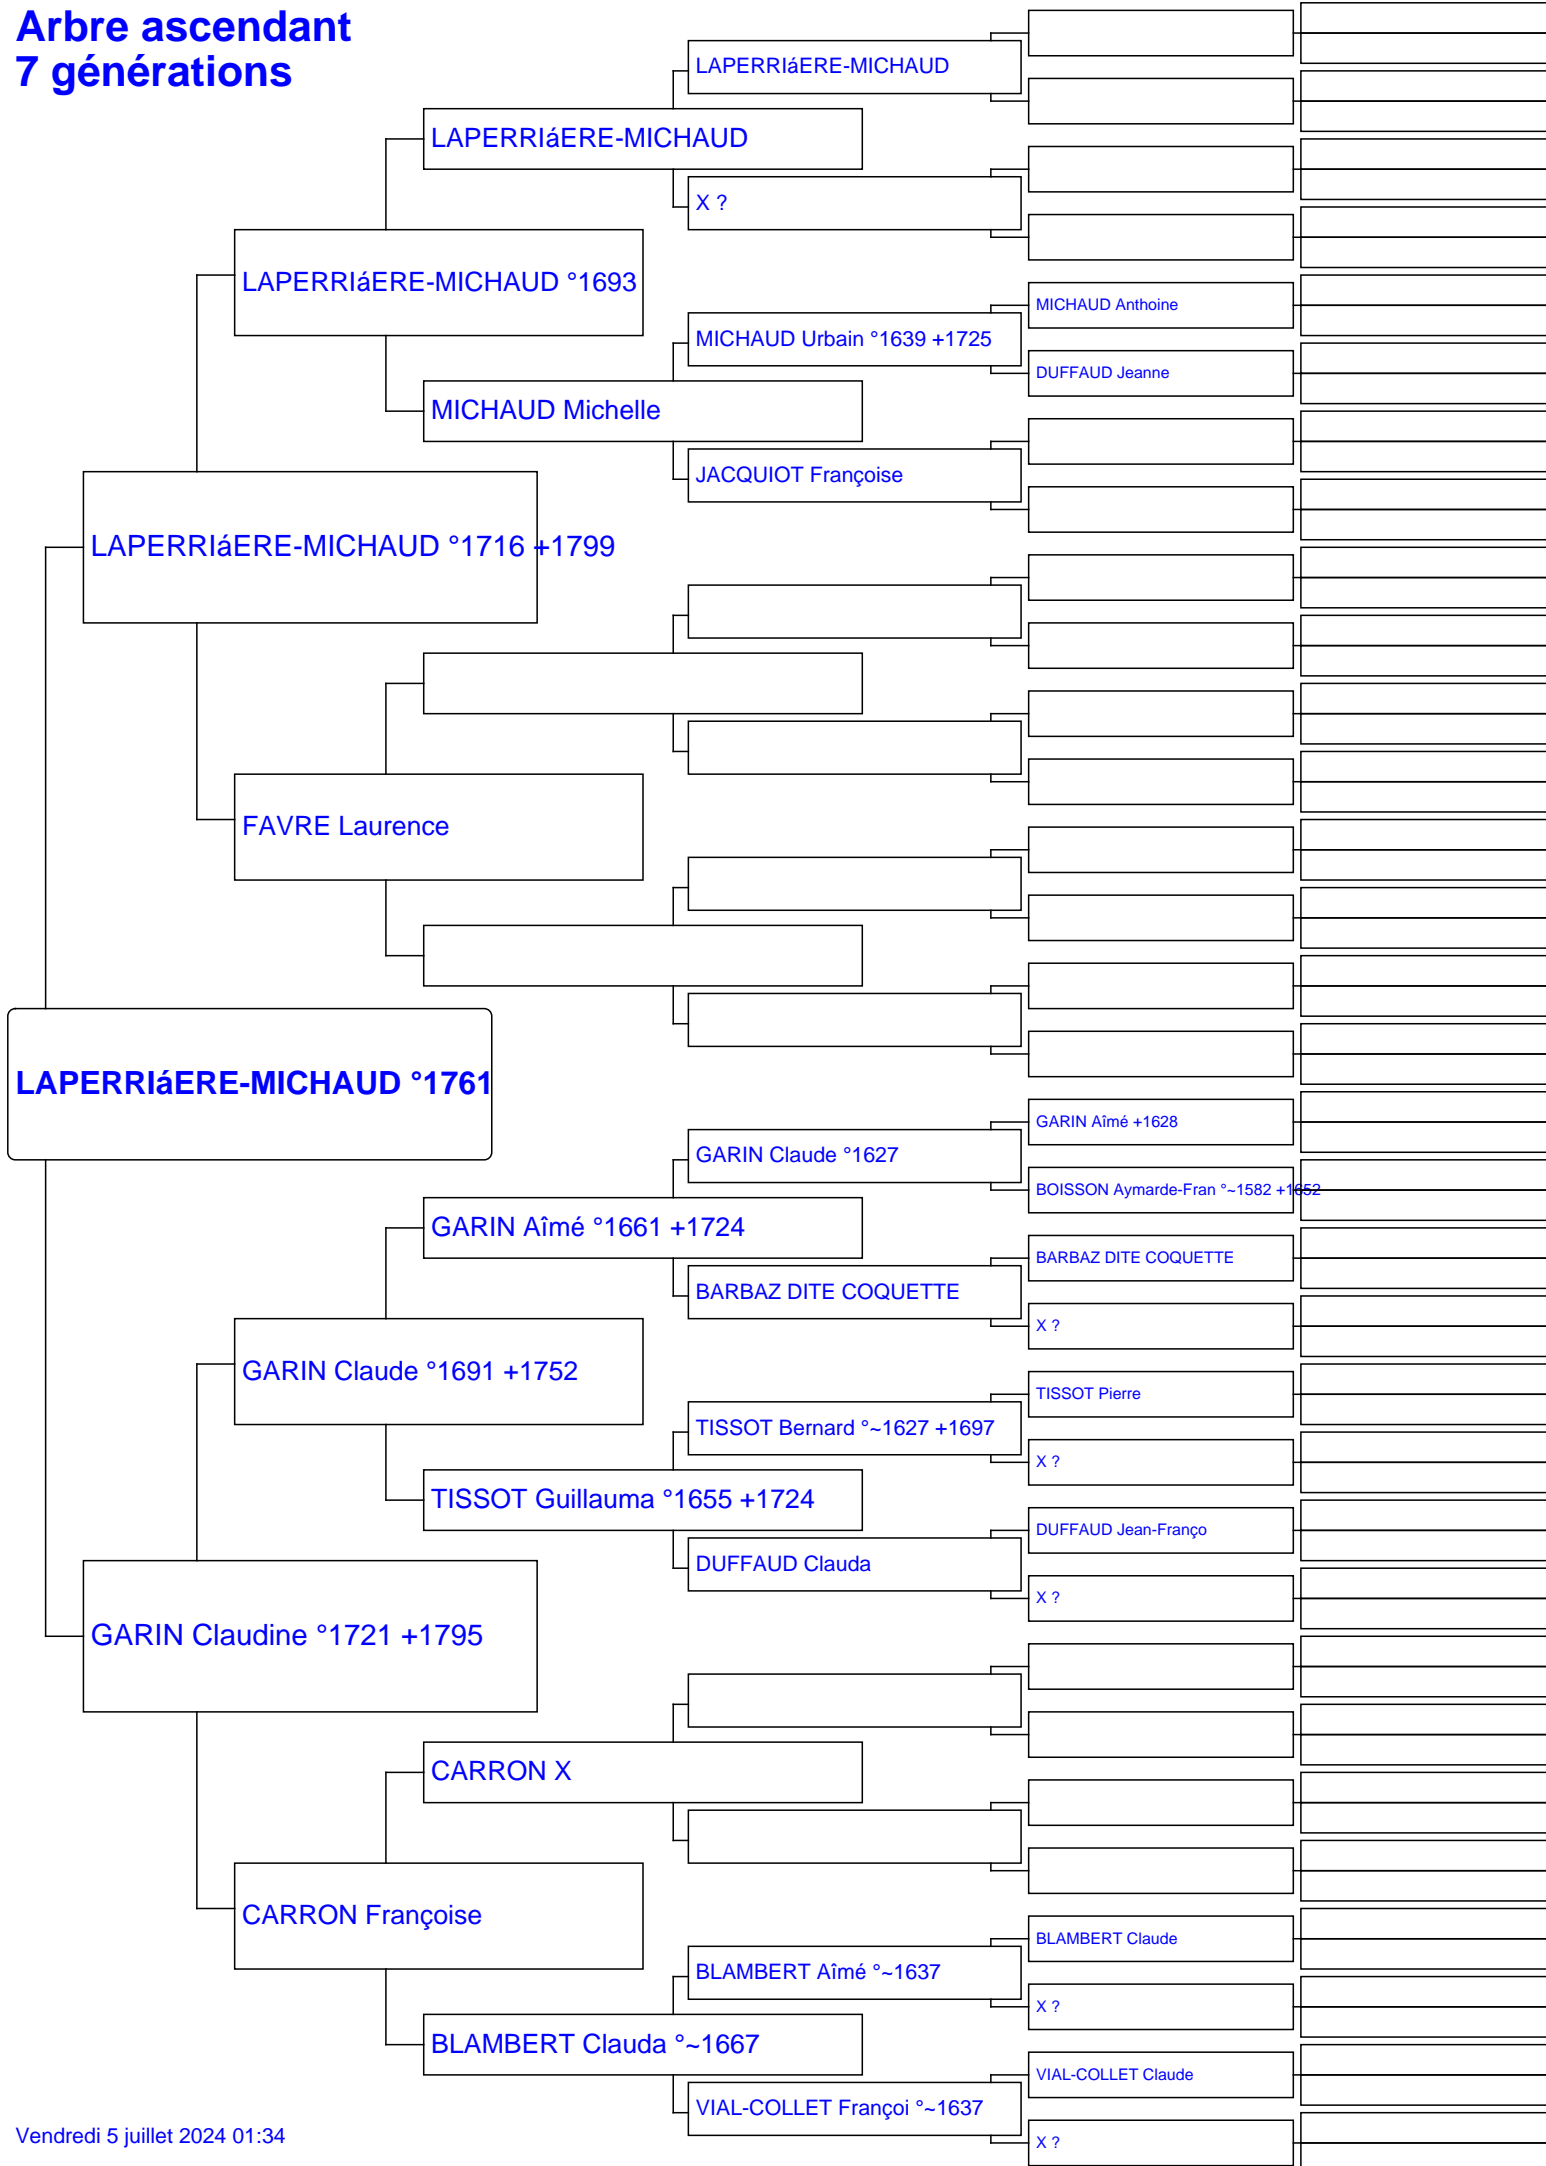 Arbre ascendant
7 générations
LAPERRIáERE-MICHAUD
LAPERRIáERE-MICHAUD
X ?
LAPERRIáERE-MICHAUD °1693
MICHAUD Anthoine
MICHAUD Urbain °1639 +1725
DUFFAUD Jeanne
MICHAUD Michelle
JACQUIOT Françoise
LAPERRIáERE-MICHAUD °1716 +1799
FAVRE Laurence
LAPERRIáERE-MICHAUD °1761
GARIN Aîmé +1628
GARIN Claude °1627
BOISSON Aymarde-Fran °~1582 +1652
GARIN Aîmé °1661 +1724
BARBAZ DITE COQUETTE
BARBAZ DITE COQUETTE
X ?
GARIN Claude °1691 +1752
TISSOT Pierre
TISSOT Bernard °~1627 +1697
X ?
TISSOT Guillauma °1655 +1724
DUFFAUD Jean-Franço
DUFFAUD Clauda
X ?
GARIN Claudine °1721 +1795
CARRON X
CARRON Françoise
BLAMBERT Claude
BLAMBERT Aîmé °~1637
X ?
BLAMBERT Clauda °~1667
VIAL-COLLET Claude
VIAL-COLLET Françoi °~1637
X ?
Vendredi 5 juillet 2024 01:34